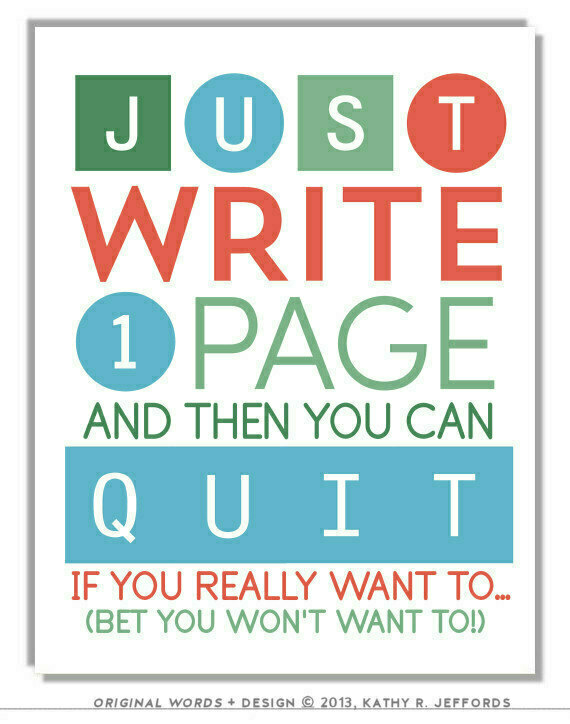 JUST
WRITE
1 PAGE
AND THEN YOU CAN
QUIT
IF YOU REALLY WANT TO...
(BET YOU WON'T WANT TO!)
ORIGINAL WORDS + DESIGN © 2013, KATHY R. JEFFORDS